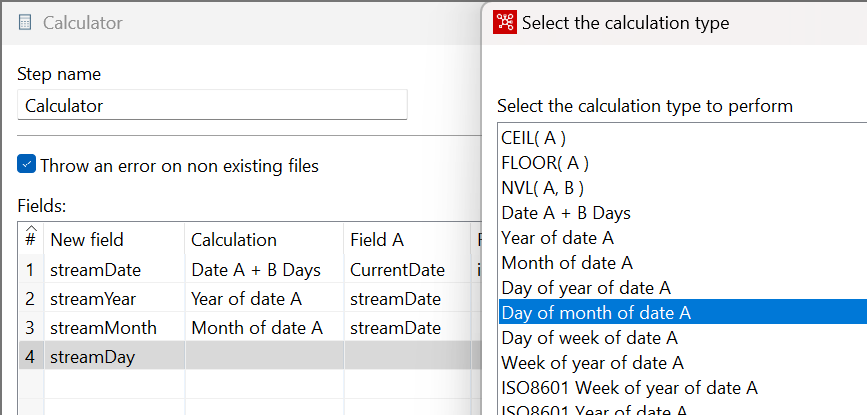 Calculator
Step name
Calculator
Throw an error on non existing files
Fields:
# New field Calculation Field A
1 streamDate Date A + B Days CurrentDate
2 streamYear Year of date A streamDate
3 streamMonth Month of date A streamDate
4 streamDay
Select the calculation type
Select the calculation type to perform
CEIL( A )
FLOOR( A )
NVL( A, B )
Date A + B Days
Year of date A
Month of date A
Day of year of date A
Day of month of date A
Day of week of date A
Week of year of date A
ISO8601 Week of year of date A
ISO8601 Year of date A